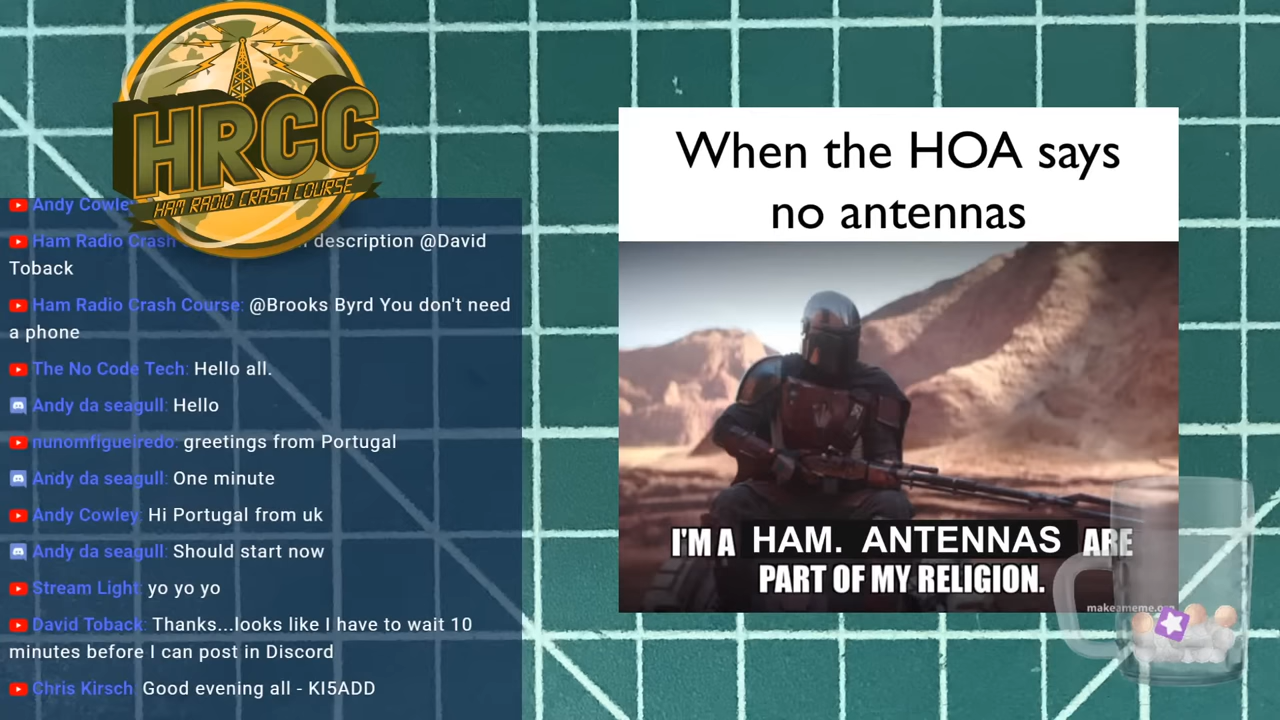 HRCC
HAM RADIO CRASH COURSE
Andy Cowley
Ham Radio Crash description @David
Toback
Ham Radio Crash Course: @Brooks Byrd You don't need
a phone
The No Code Tech: Hello all.
Andy da seagull: Hello
nunomfigueiredo: greetings from Portugal
Andy da seagull: One minute
Andy Cowley: Hi Portugal from uk
Andy da seagull: Should start now
Stream Light: yo yo yo
David Toback: Thanks...looks like I have to wait 10
minutes before I can post in Discord
Chris Kirsch: Good evening all - KI5ADD
When the HOA says
no antennas
I'M A HAM. ANTENNAS ARE
PART OF MY RELIGION.
makeameme.org